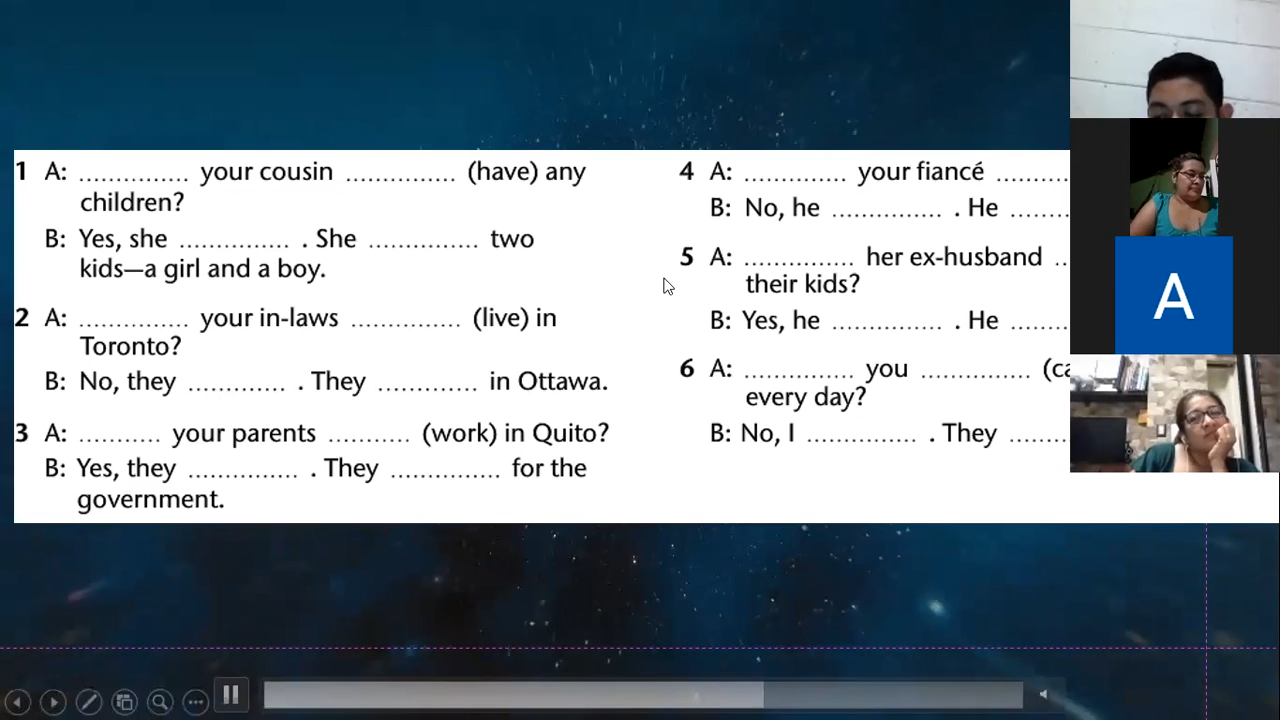 1 A: ............... your cousin ............... (have) any
children?
B: Yes, she ............... . She ............... two
kids—a girl and a boy.
2 A: ............... your in-laws ............... (live) in
Toronto?
B: No, they ............. . They ............. in Ottawa.
3 A: ........... your parents ........... (work) in Quito?
B: Yes, they ............... . They ............... for the
government.
4 A: .............. your fiancé ..........
B: No, he ............... . He ........
5 A: ............... her ex-husband ..
their kids?
B: Yes, he ............... . He ........
6 A: ............... you ............... (ca
every day?
B: No, I ............... . They ........
A